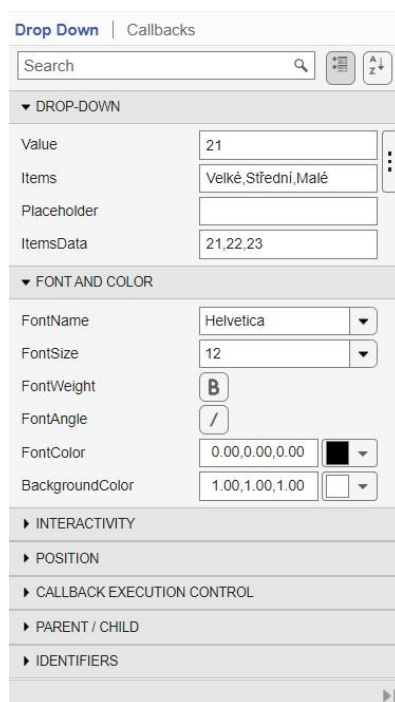 Drop Down | Callbacks
Search
DROP-DOWN
Value 21
Items Velké,Střední,Malé
Placeholder
ItemsData 21,22,23
FONT AND COLOR
FontName Helvetica
FontSize 12
FontWeight B
FontAngle I
FontColor 0.00,0.00,0.00
BackgroundColor 1.00,1.00,1.00
INTERACTIVITY
POSITION
CALLBACK EXECUTION CONTROL
PARENT / CHILD
IDENTIFIERS